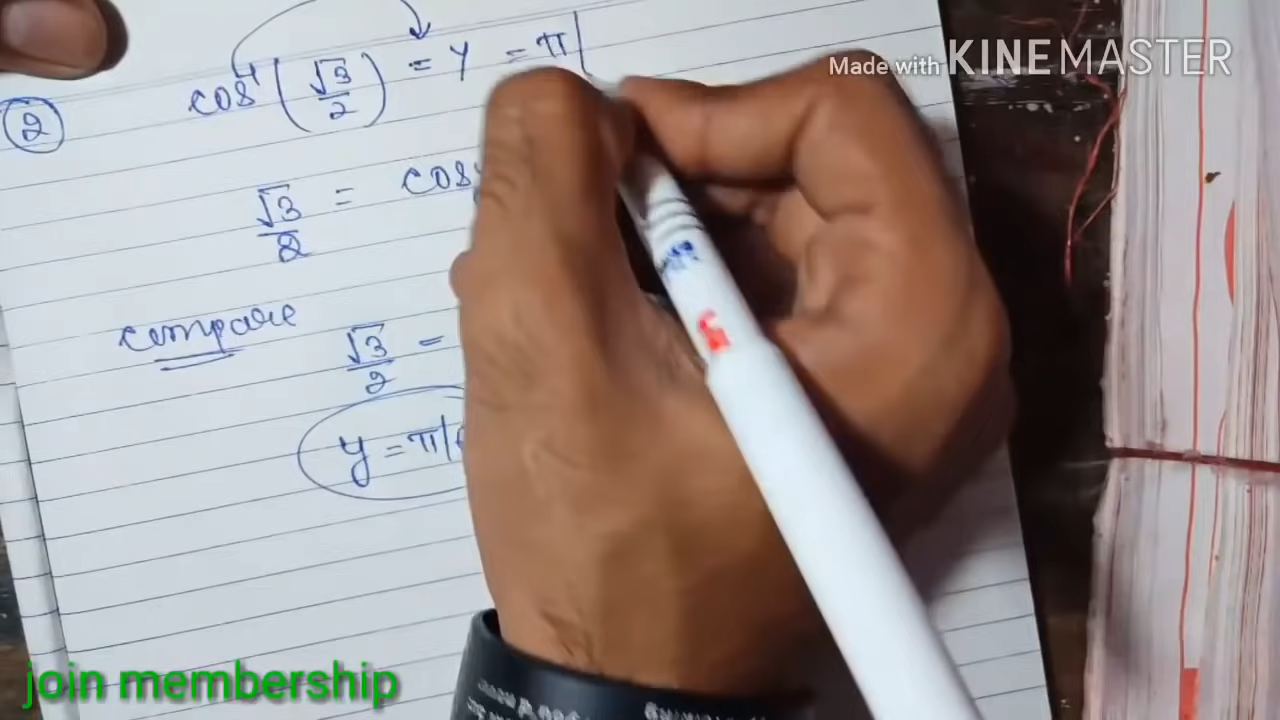 Made with KINEMASTER
② cos⁻¹(√3/2) = y = π/
√3/2 = cos
compare
√3/2 =
y = π/
join membership